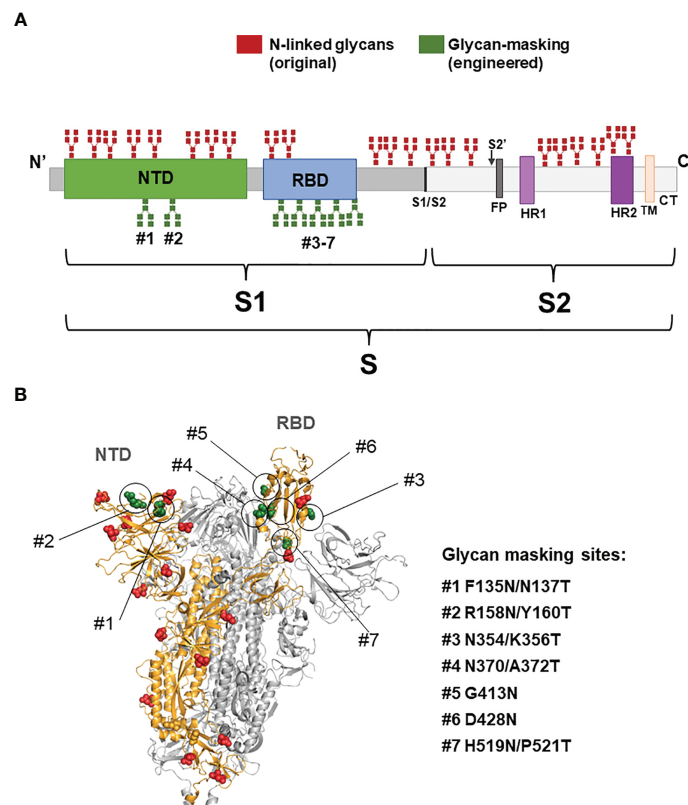 A
N-linked glycans
(original)
Glycan-masking
(engineered)
N'
NTD
RBD
S1/S2
S2'
FP
HR1
HR2
TM
CT
C
#1
#2
#3-7
S1
S2
S
B
NTD
RBD
#5
#4
#6
#3
#2
#1
#7
Glycan masking sites:
#1 F135N/N137T
#2 R158N/Y160T
#3 N354/K356T
#4 N370/A372T
#5 G413N
#6 D428N
#7 H519N/P521T